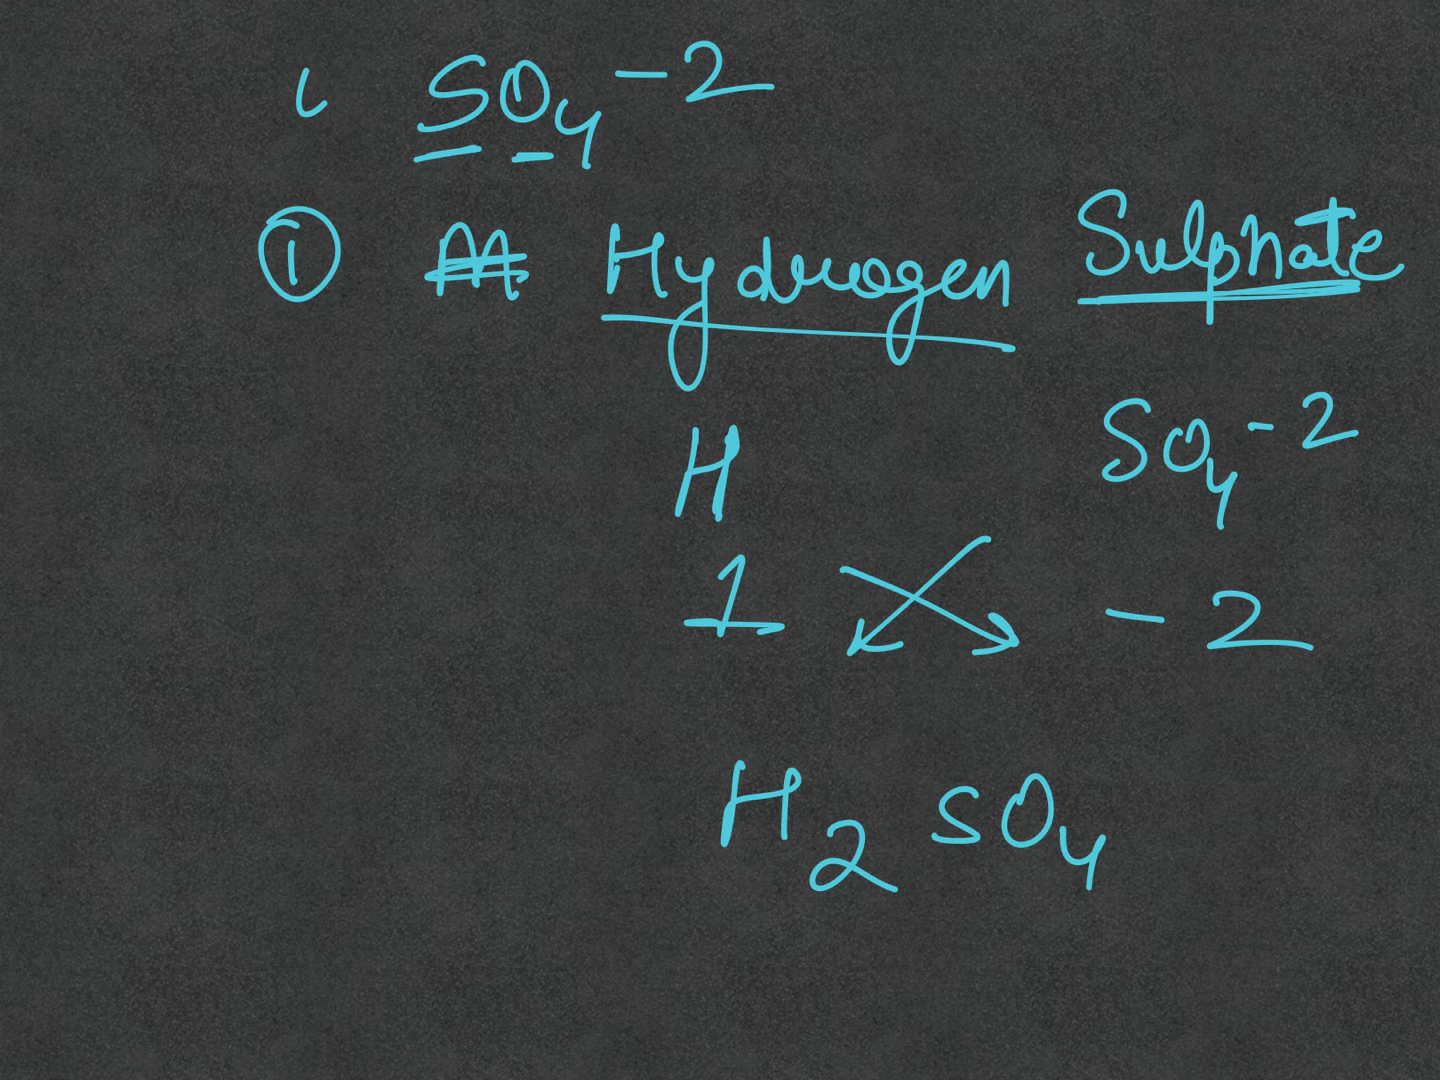 SO₄⁻²
① Hydrogen Sulphate
H SO₄⁻²
1 -2
H₂SO₄